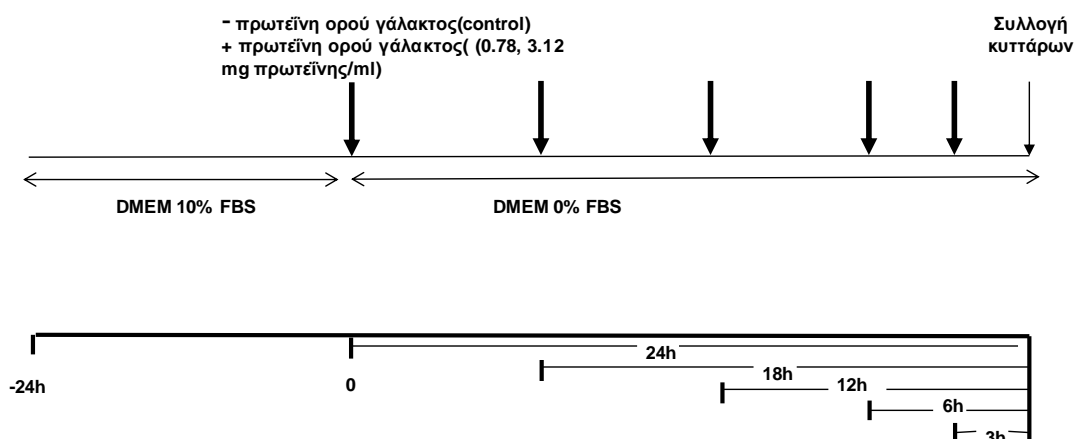 - πρωτεΐνη ορού γάλακτος(control)
+ πρωτεΐνη ορού γάλακτος( (0.78, 3.12
mg πρωτεΐνης/ml)
Συλλογή
κυττάρων
DMEM 10% FBS
DMEM 0% FBS
-24h
0
24h
18h
12h
6h
3h